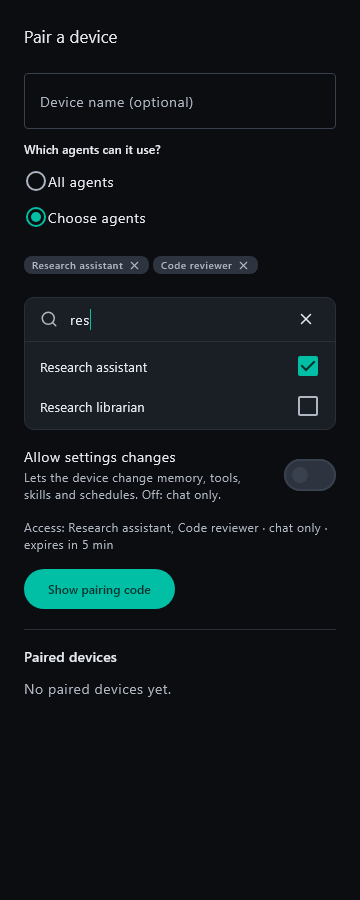 Pair a device
Device name (optional)
Which agents can it use?
All agents
Choose agents
Research assistant
Code reviewer
res
Research assistant
Research librarian
Allow settings changes
Lets the device change memory, tools,
skills and schedules. Off: chat only.
Access: Research assistant, Code reviewer · chat only ·
expires in 5 min
Show pairing code
Paired devices
No paired devices yet.